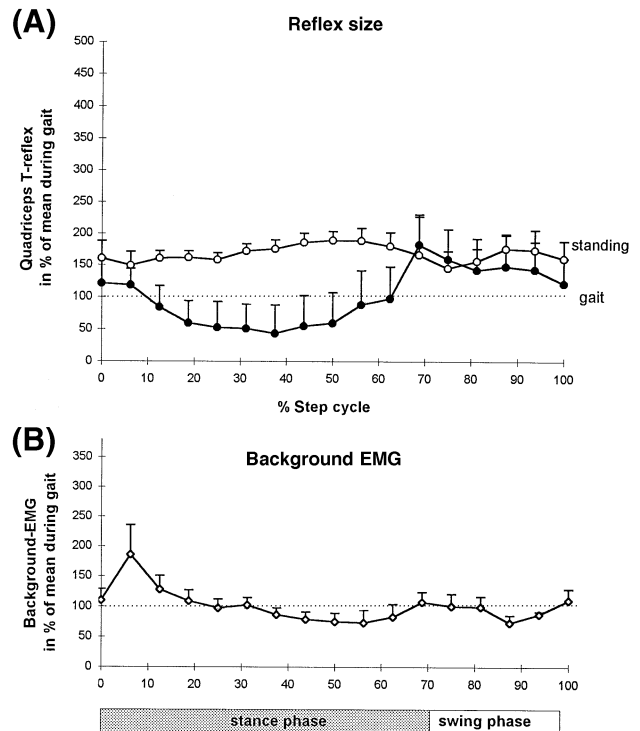 (A)
Reflex size
Quadriceps T-reflex
in % of mean during gait
500
450
400
350
300
250
200
150
100
50
0
standing
gait
0 10 20 30 40 50 60 70 80 90 100
% Step cycle
(B)
Background EMG
Background-EMG
in % of mean during gait
350
300
250
200
150
100
50
0
0 10 20 30 40 50 60 70 80 90 100
stance phase swing phase